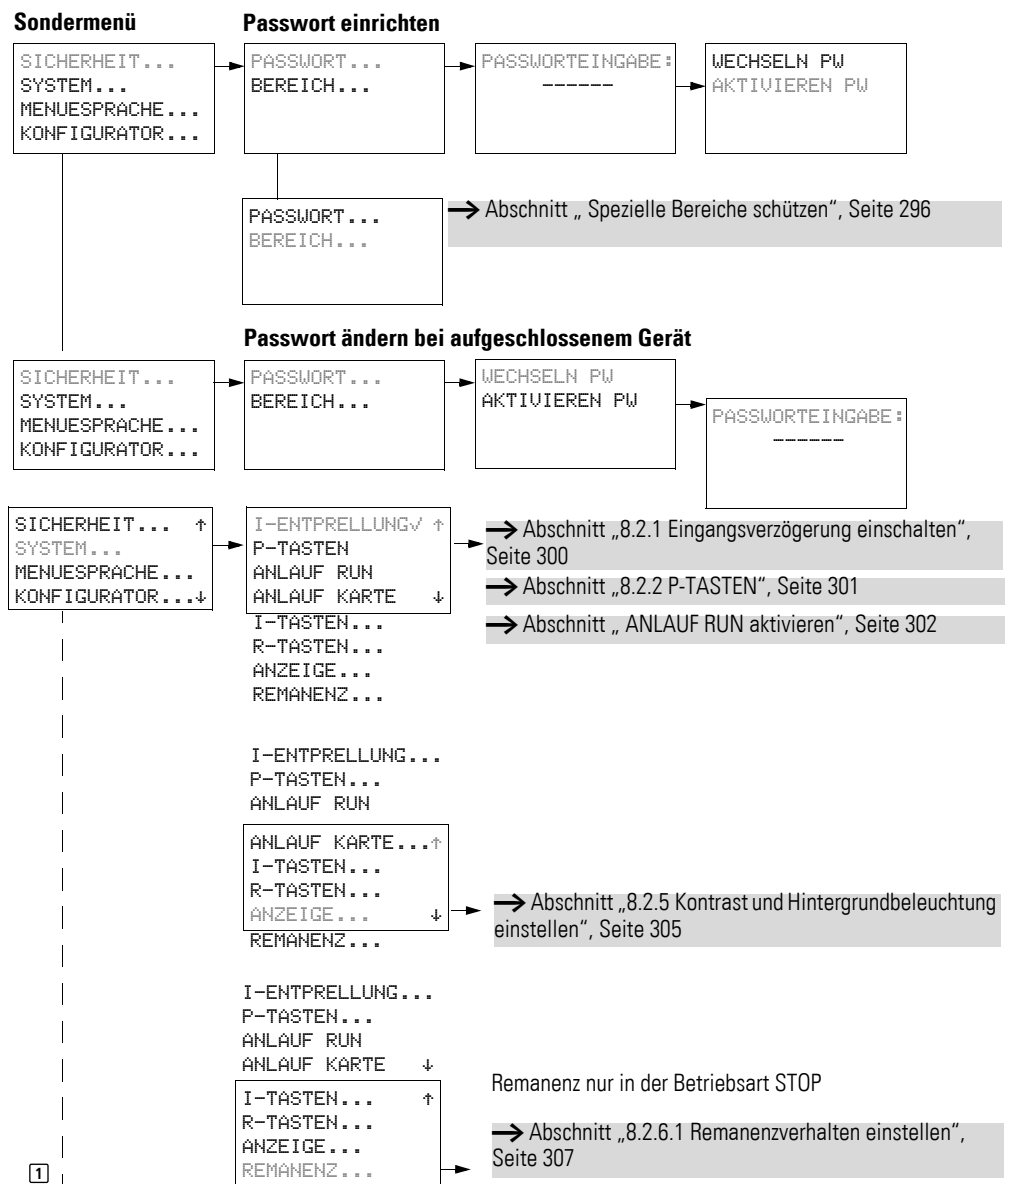 Sondermenü
Passwort einrichten
SICHERHEIT...
SYSTEM...
MENUESPRACHE...
KONFIGURATOR...
PASSWORT...
BEREICH...
PASSWORTEINGABE:
------
WECHSELN PW
AKTIVIEREN PW
PASSWORT...
BEREICH...
→ Abschnitt „ Spezielle Bereiche schützen“, Seite 296
Passwort ändern bei aufgeschlossenem Gerät
SICHERHEIT...
SYSTEM...
MENUESPRACHE...
KONFIGURATOR...
PASSWORT...
BEREICH...
WECHSELN PW
AKTIVIEREN PW
PASSWORTEINGABE:
------
SICHERHEIT... ↑
SYSTEM...
MENUESPRACHE...
KONFIGURATOR...↓
I-ENTPRELLUNG√ ↑
P-TASTEN
ANLAUF RUN
ANLAUF KARTE ↓
I-TASTEN...
R-TASTEN...
ANZEIGE...
REMANENZ...
→ Abschnitt „8.2.1 Eingangsverzögerung einschalten“,
Seite 300
→ Abschnitt „8.2.2 P-TASTEN“, Seite 301
→ Abschnitt „ ANLAUF RUN aktivieren“, Seite 302
I-ENTPRELLUNG...
P-TASTEN...
ANLAUF RUN
ANLAUF KARTE...↑
I-TASTEN...
R-TASTEN...
ANZEIGE... ↓
REMANENZ...
→ Abschnitt „8.2.5 Kontrast und Hintergrundbeleuchtung
einstellen“, Seite 305
I-ENTPRELLUNG...
P-TASTEN...
ANLAUF RUN
ANLAUF KARTE ↓
I-TASTEN... ↑
R-TASTEN...
ANZEIGE...
REMANENZ...
Remanenz nur in der Betriebsart STOP
→ Abschnitt „8.2.6.1 Remanenzverhalten einstellen“,
Seite 307
1